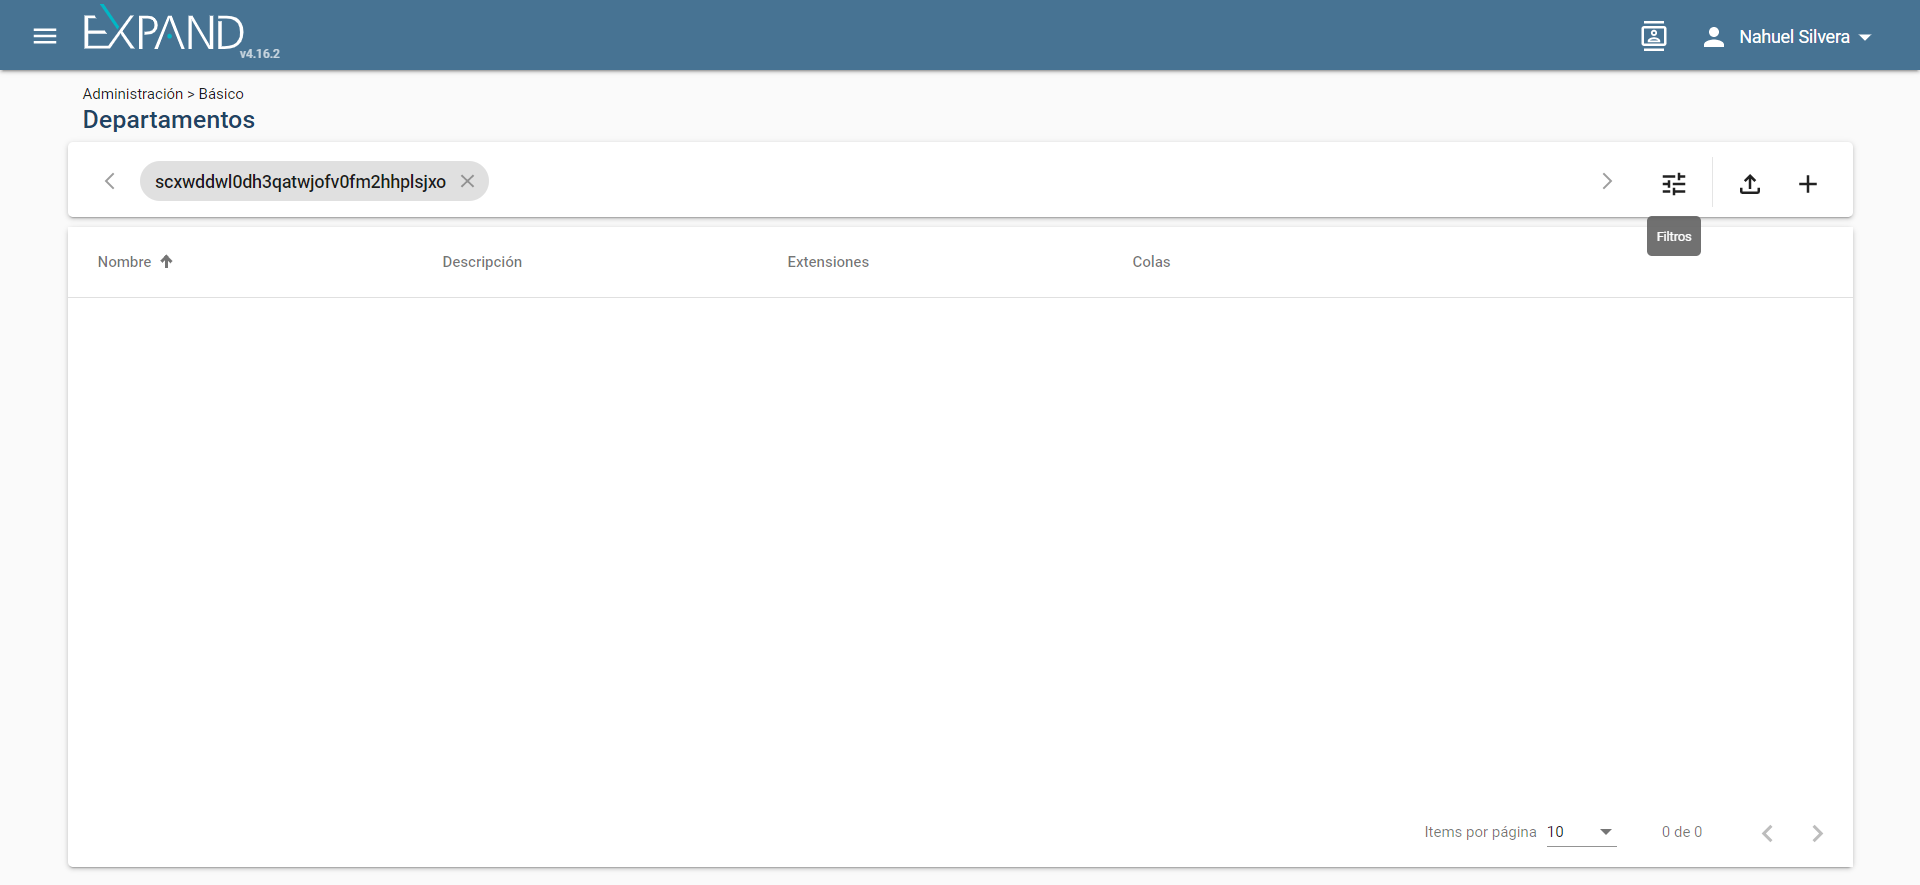 EXPAND
v4.16.2
Nahuel Silvera
Administración > Básico
Departamentos
scxwddwl0dh3qatwjofv0fm2hhplsjxo
Filtros
Nombre Descripción Extensiones Colas
Items por página 10 0 de 0